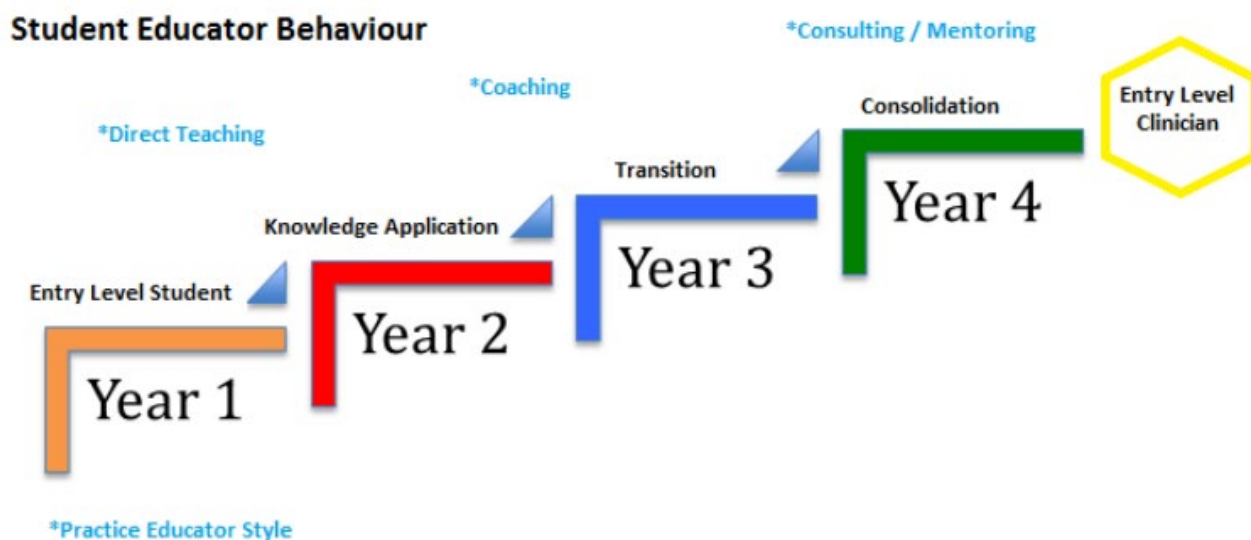 Student Educator Behaviour
*Consulting / Mentoring
*Coaching
*Direct Teaching
Entry Level
Clinician
Consolidation
Transition
Year 4
Knowledge Application
Year 3
Entry Level Student
Year 2
Year 1
*Practice Educator Style